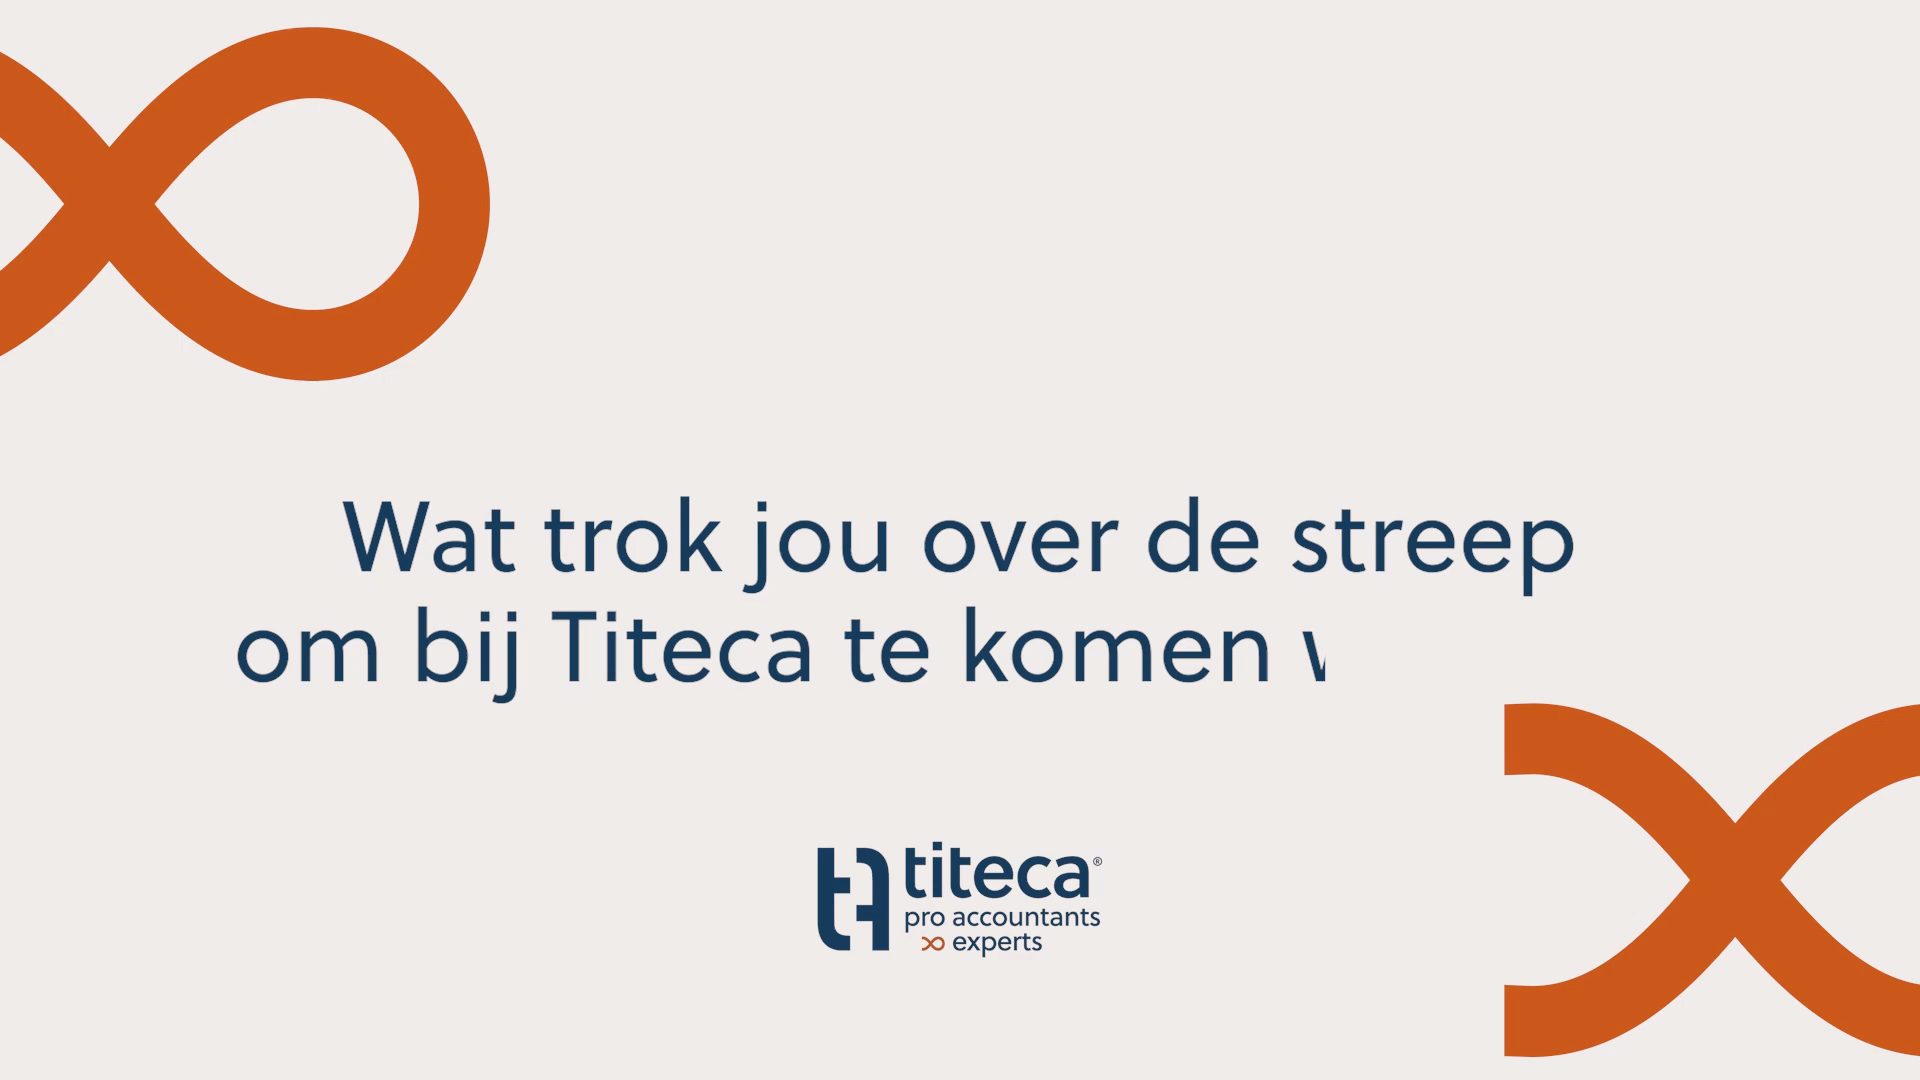 Wat trok jou over de streep
om bij Titeca te komen
titeca®
pro accountants
experts